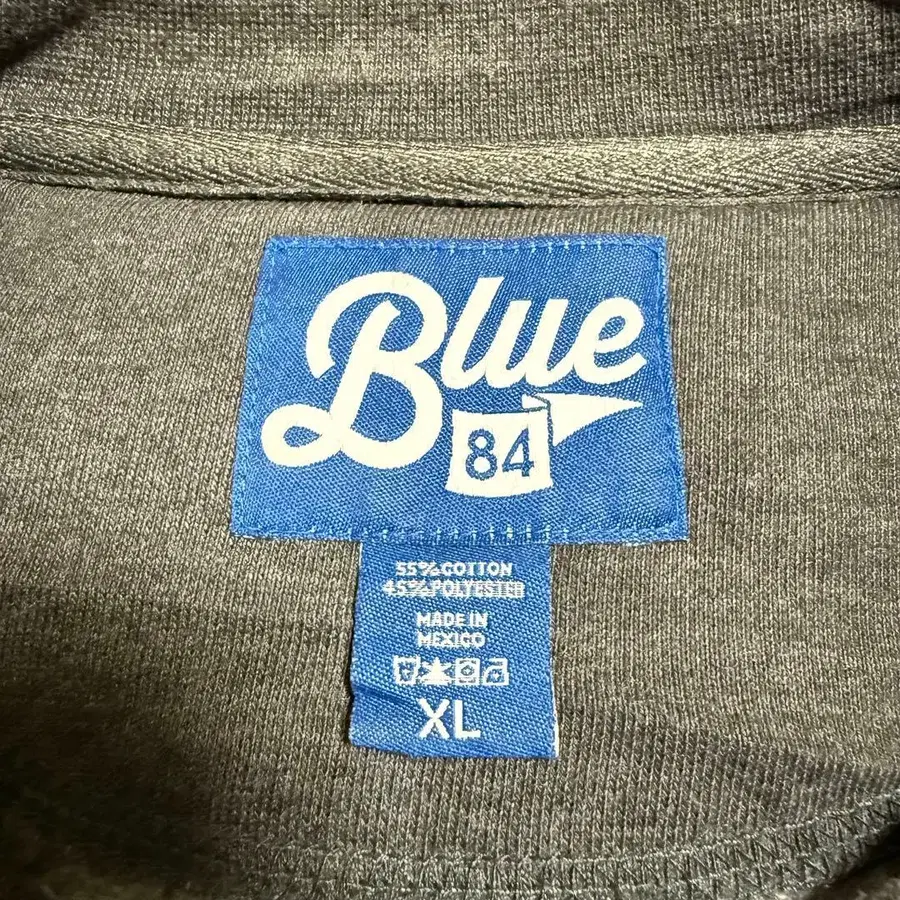 Blue
84
55% COTTON
45% POLYESTER
MADE IN
MEXICO
XL